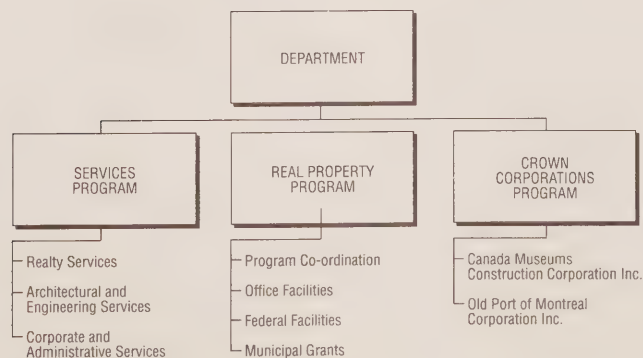 DEPARTMENT
SERVICES
PROGRAM
Realty Services
Architectural and
Engineering Services
Corporate and
Administrative Services
REAL PROPERTY
PROGRAM
Program Co-ordination
Office Facilities
Federal Facilities
Municipal Grants
CROWN
CORPORATIONS
PROGRAM
Canada Museums
Construction Corporation Inc.
Old Port of Montreal
Corporation Inc.